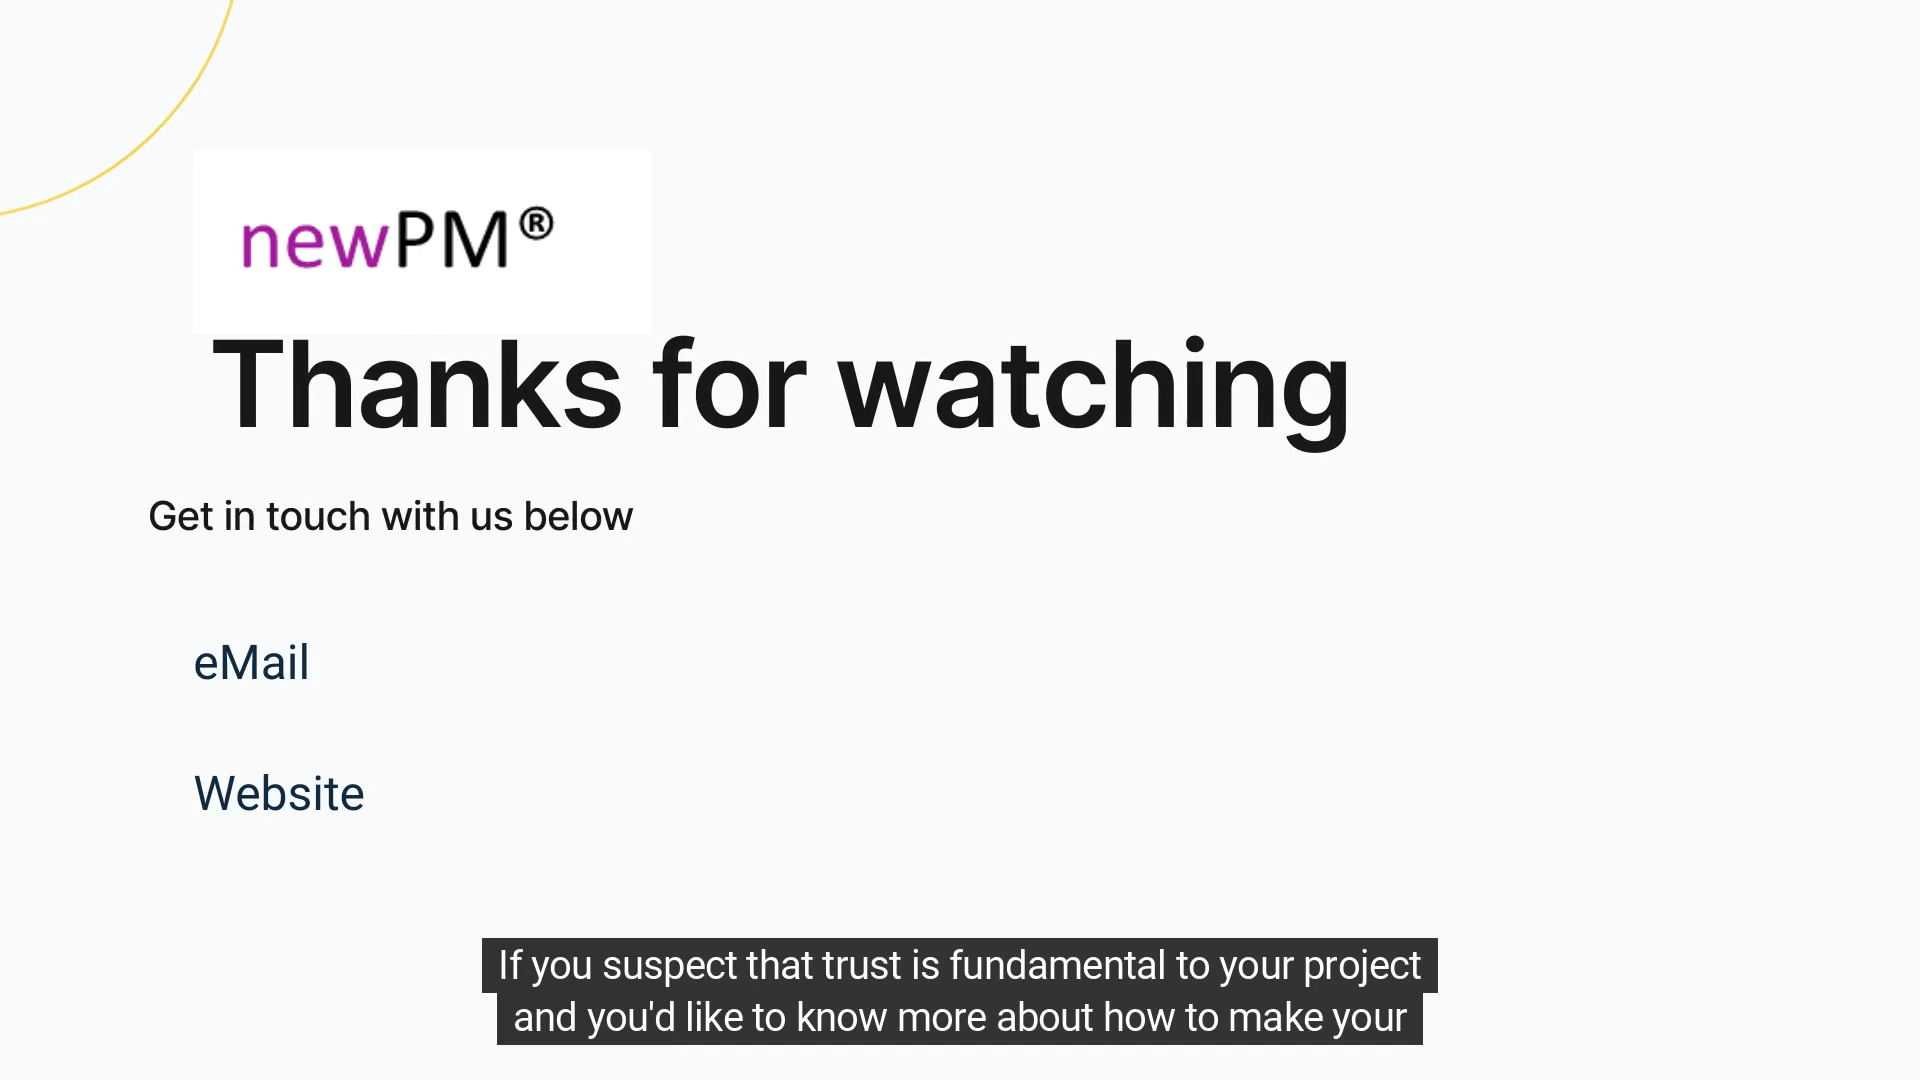 newPM®
Thanks for watching
Get in touch with us below
eMail
Website
If you suspect that trust is fundamental to your project
and you'd like to know more about how to make your